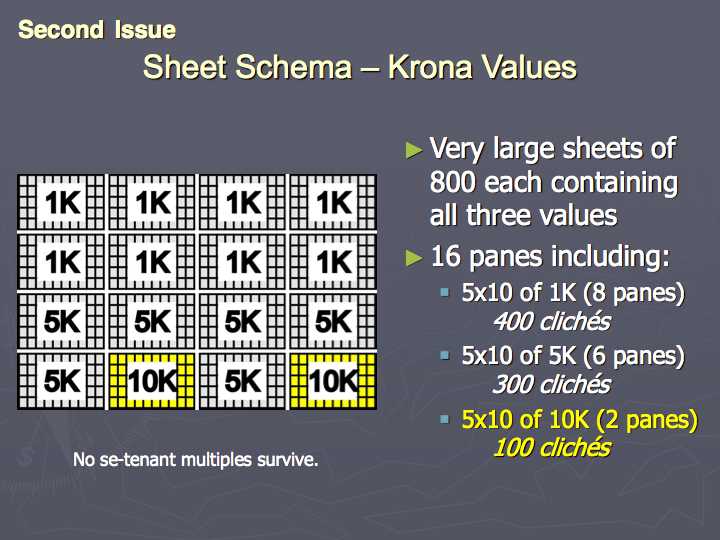 Second Issue
Sheet Schema – Krona Values
1K 1K 1K 1K
1K 1K 1K 1K
5K 5K 5K 5K
5K 10K 5K 10K
No se-tenant multiples survive.
► Very large sheets of
800 each containing
all three values
► 16 panes including:
▪ 5x10 of 1K (8 panes)
400 clichés
▪ 5x10 of 5K (6 panes)
300 clichés
▪ 5x10 of 10K (2 panes)
100 clichés